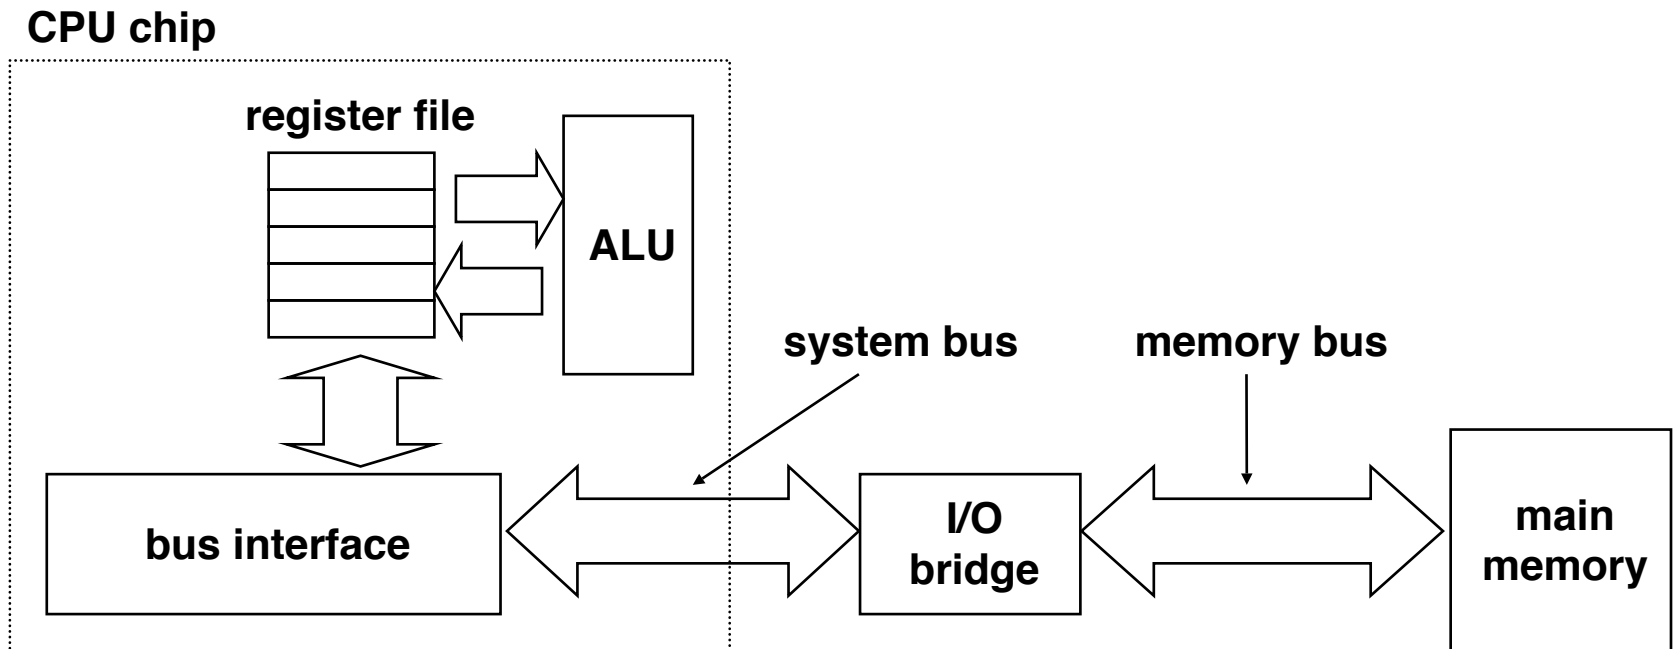 CPU chip
register file
ALU
system bus
memory bus
bus interface
I/O
bridge
main
memory